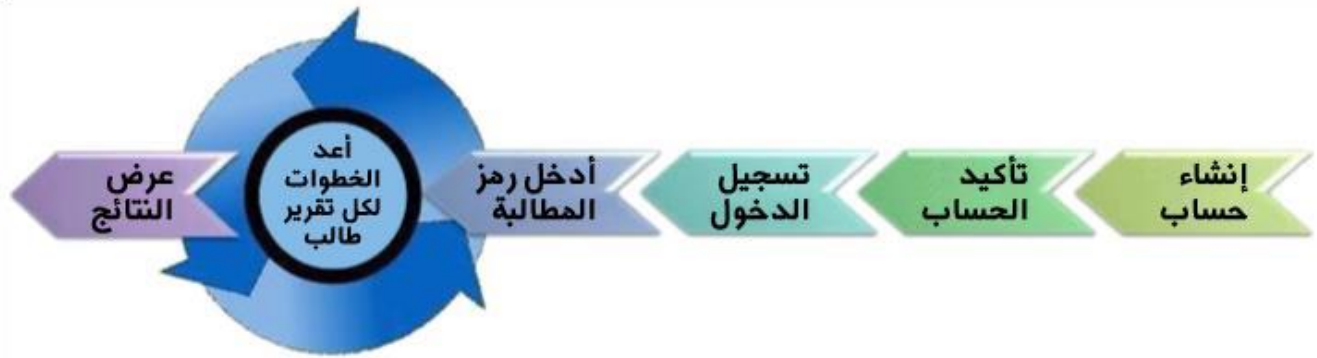 إنشاء
حساب
تأكيد
الحساب
تسجيل
الدخول
أدخل رمز
المطالبة
أعد
الخطوات
لكل تقرير
طالب
عرض
النتائج